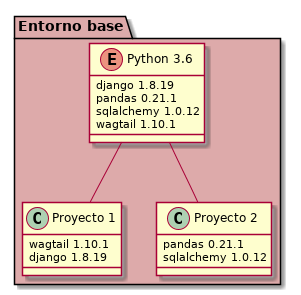 Entorno base
E Python 3.6
django 1.8.19
pandas 0.21.1
sqlalchemy 1.0.12
wagtail 1.10.1
C Proyecto 1
wagtail 1.10.1
django 1.8.19
C Proyecto 2
pandas 0.21.1
sqlalchemy 1.0.12